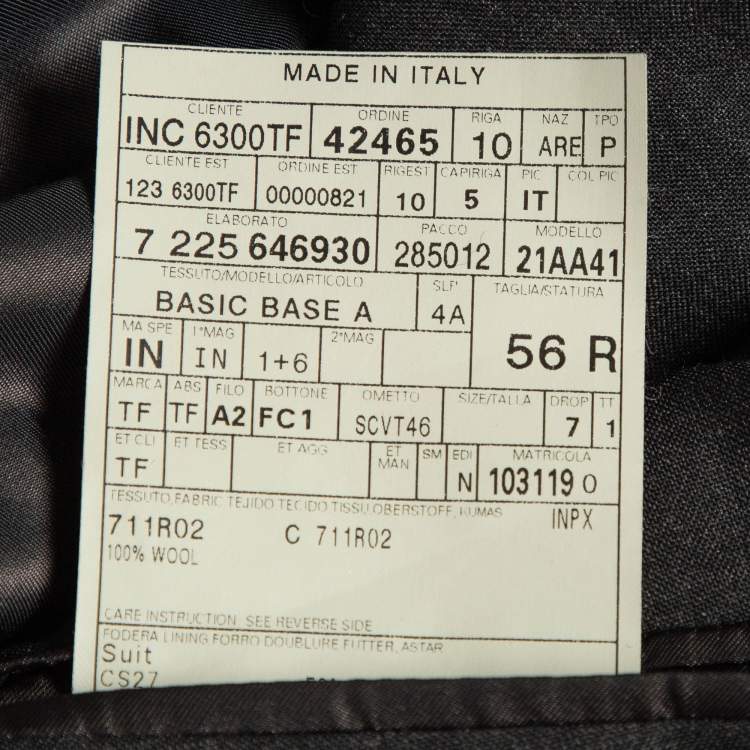 MADE IN ITALY
CLIENTE ORDINE RIGA NAZ TPO
INC 6300TF 42465 10 ARE P
CLIENTE EST ORDINE EST RIGEST CAPIRIGA PIC COL PIC
123 6300TF 00000821 10 5 IT
ELABORATO PACCO MODELLO
7 225 646930 285012 21AA41
TESSUTO/MODELLO/ARTICOLO SLF' TAGLIA/STATURA
BASIC BASE A 4A 56 R
MA SPE 1°MAG 2°MAG
IN IN 1+6
MARCA ABS FILO BOTTONE OMETTO SIZE/TALLA DROP TT
TF TF A2 FC1 SCVT46 7 1
ET CLI ET TESS ET AGG ET MAN SM EDI MATRICOLA
TF N 103119 0
TESSUTO, FABRIC TEJIDO TECIDO TISSU, OBERSTOFF, KUMAS
711R02 C 711R02 INPX
100% WOOL
CARE INSTRUCTION SEE REVERSE SIDE
FODERA LINING FORRO DOUBLURE FUTTER, ASTAR
Suit
CS27